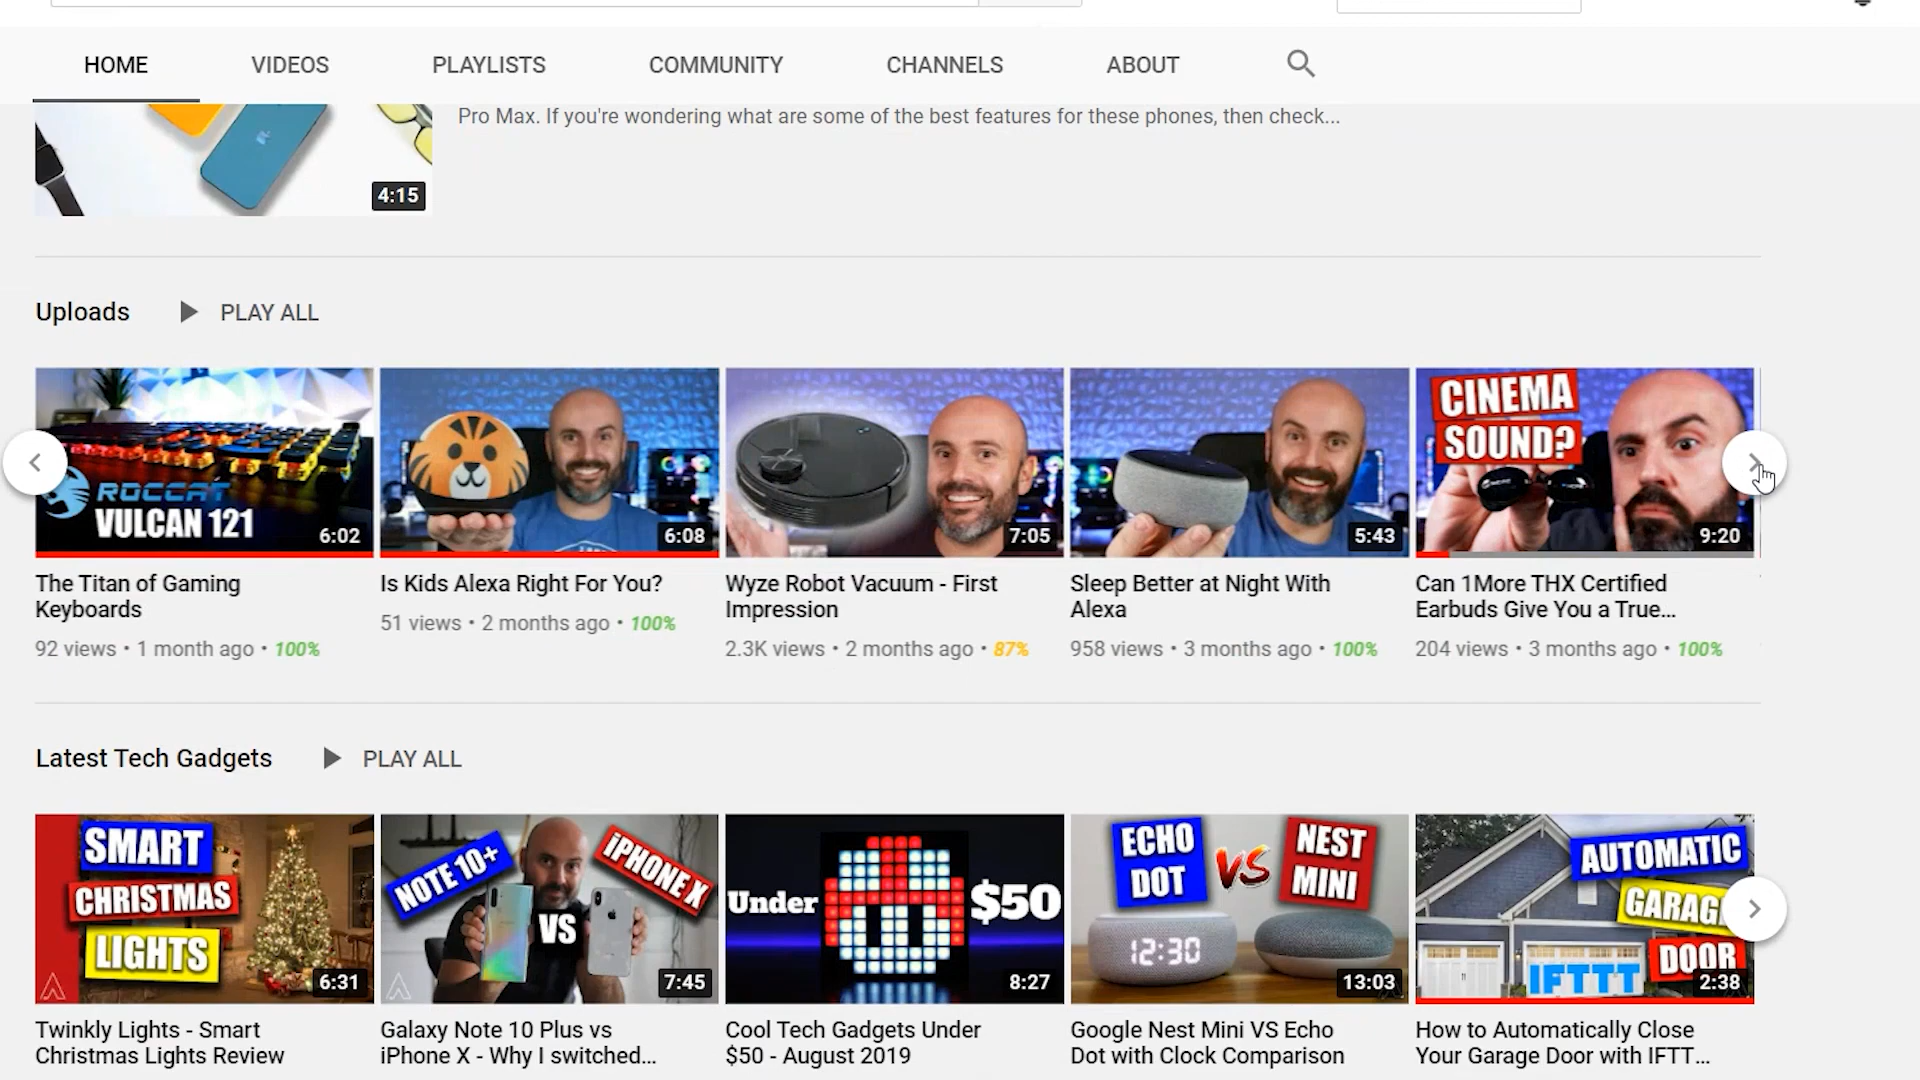 HOME VIDEOS PLAYLISTS COMMUNITY CHANNELS ABOUT
Pro Max. If you're wondering what are some of the best features for these phones, then check...
4:15
Uploads PLAY ALL
ROCCAT
VULCAN 121
6:02
The Titan of Gaming
Keyboards
92 views • 1 month ago • 100%
6:08
Is Kids Alexa Right For You?
51 views • 2 months ago • 100%
7:05
Wyze Robot Vacuum - First
Impression
2.3K views • 2 months ago • 87%
5:43
Sleep Better at Night With
Alexa
958 views • 3 months ago • 100%
CINEMA
SOUND?
9:20
Can 1More THX Certified
Earbuds Give You a True...
204 views • 3 months ago • 100%
Latest Tech Gadgets PLAY ALL
SMART
CHRISTMAS
LIGHTS
6:31
Twinkly Lights - Smart
Christmas Lights Review
NOTE 10+
iPHONE X
VS
7:45
Galaxy Note 10 Plus vs
iPhone X - Why I switched...
Under $50
8:27
Cool Tech Gadgets Under
$50 - August 2019
ECHO
DOT
VS
NEST
MINI
12:30
13:03
Google Nest Mini VS Echo
Dot with Clock Comparison
AUTOMATIC
GARAG
DOOR
IFTTT
2:38
How to Automatically Close
Your Garage Door with IFTT...